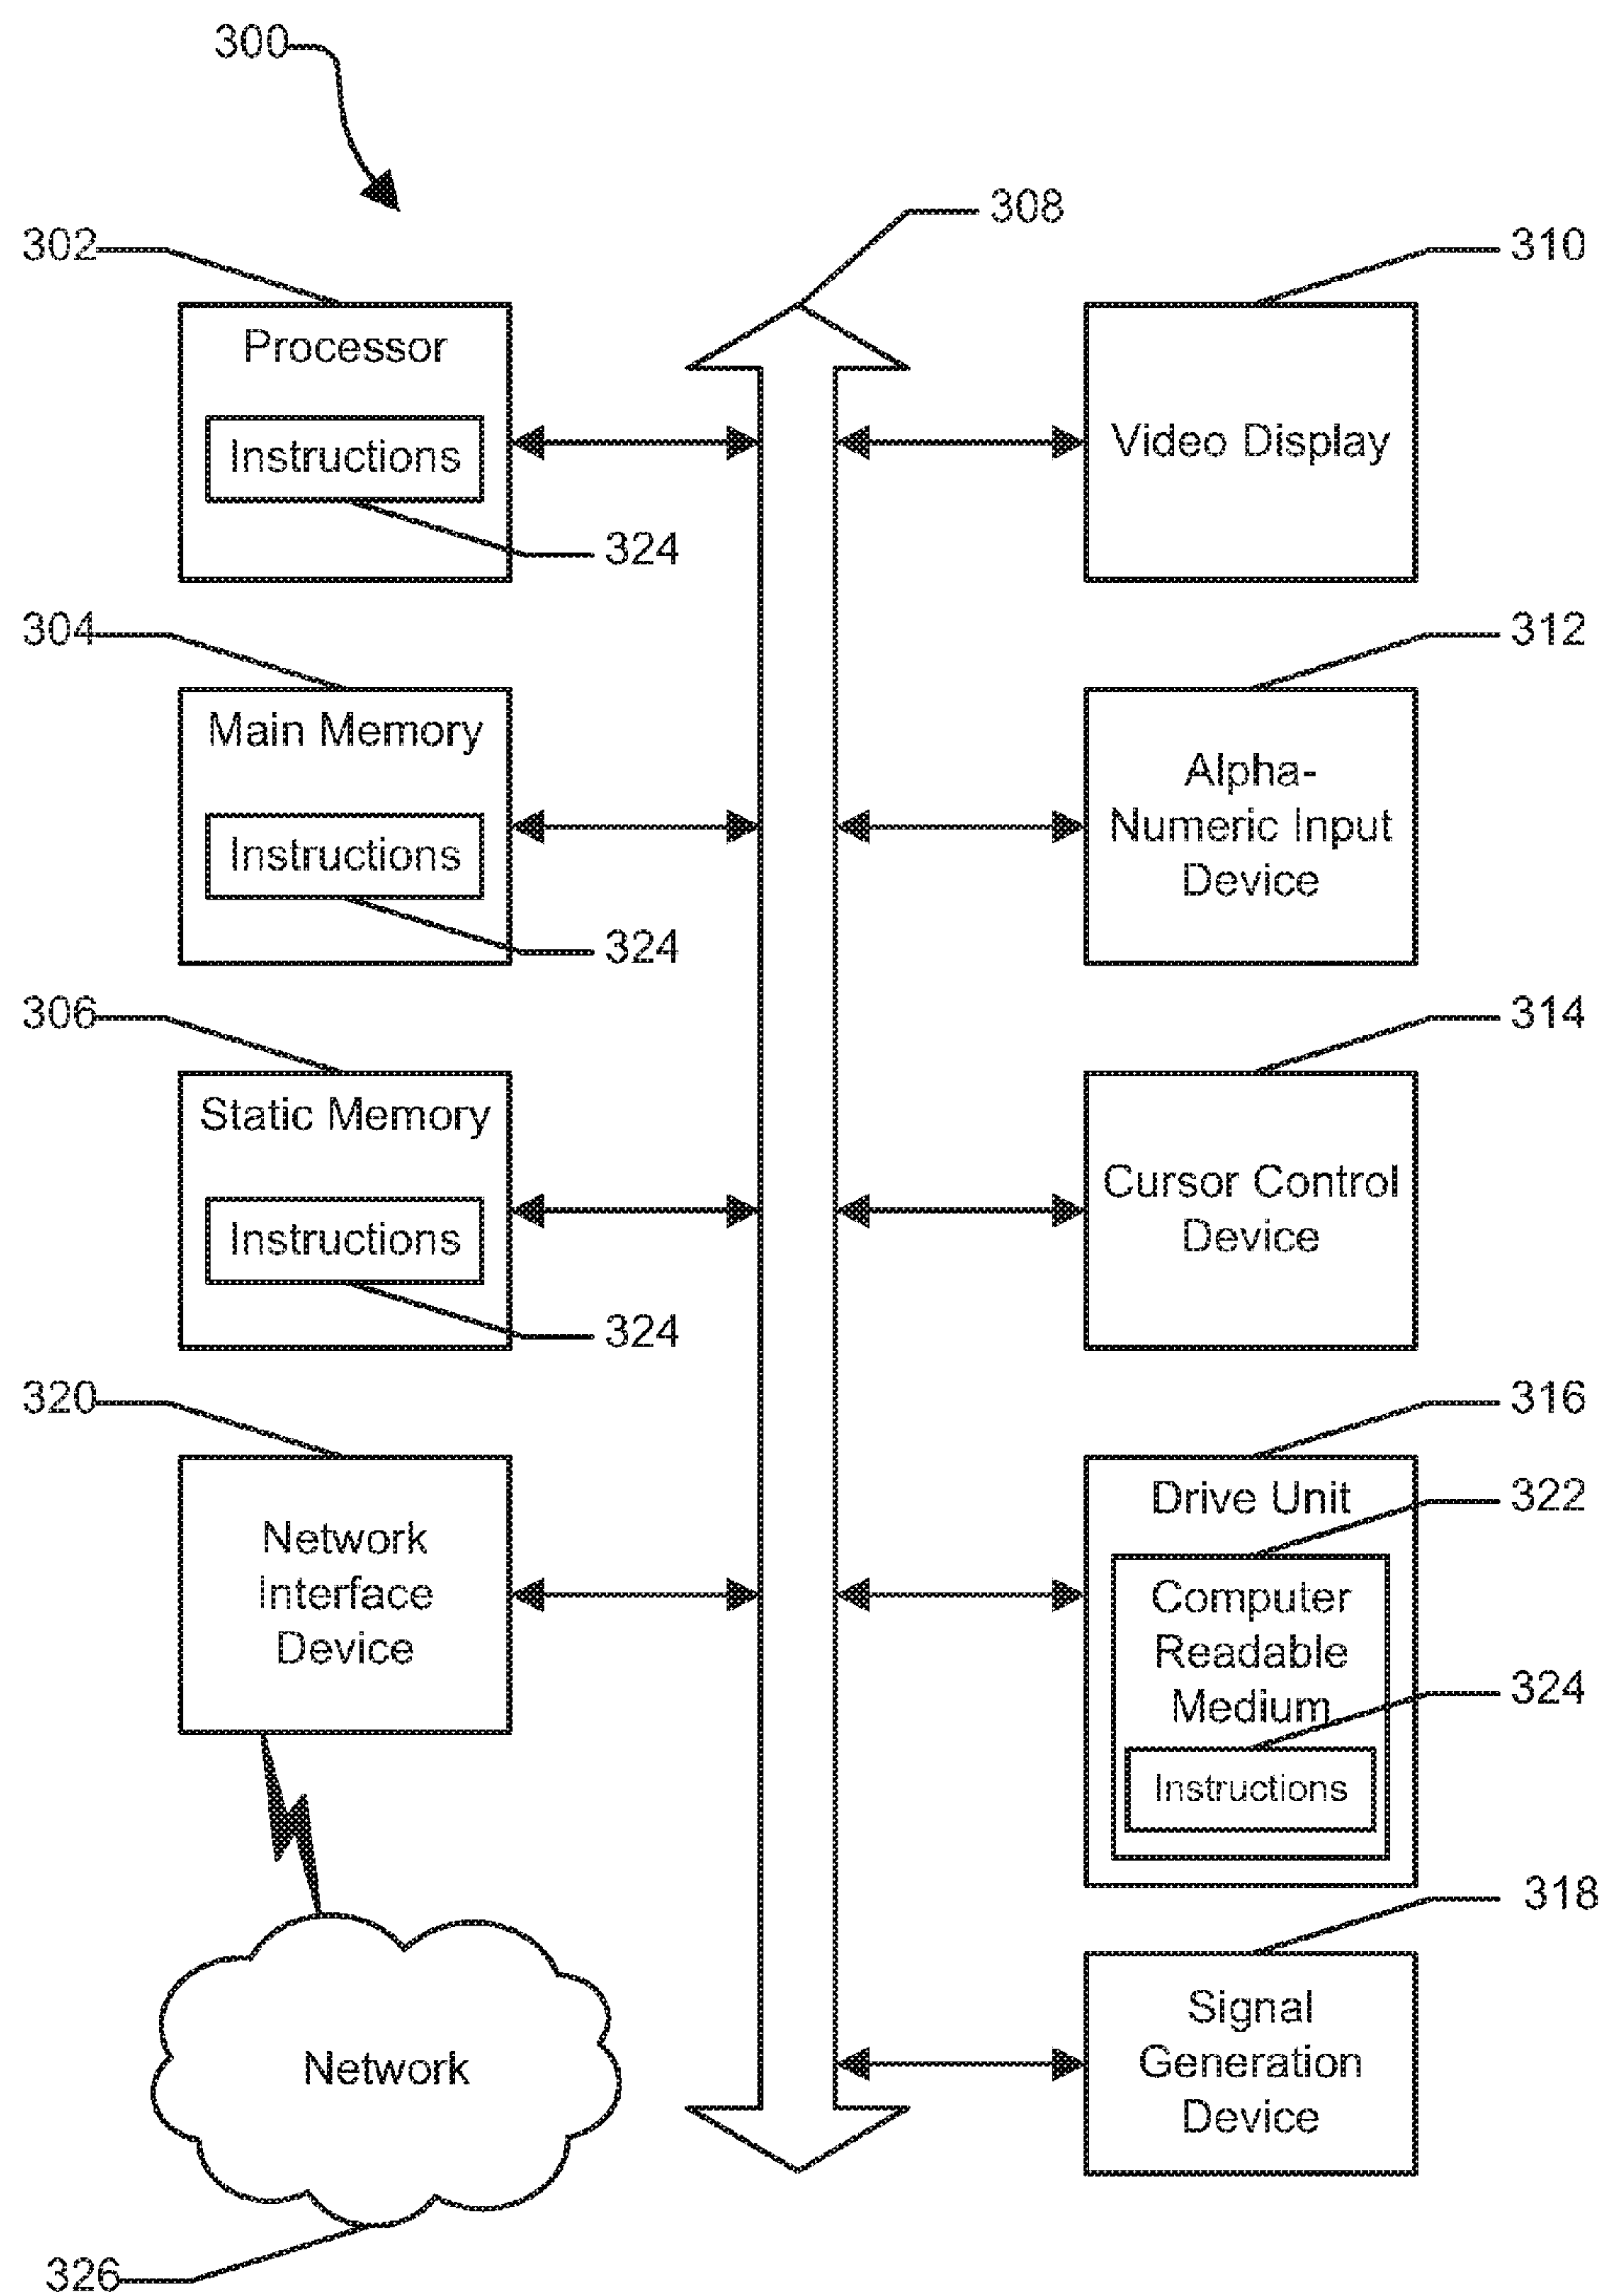 300
308
302
310
Processor
Instructions
324
Video Display
304
312
Main Memory
Instructions
324
Alpha-
Numeric Input
Device
306
314
Static Memory
Instructions
324
Cursor Control
Device
320
316
Network
Interface
Device
Drive Unit
322
Computer
Readable
Medium
324
Instructions
318
Signal
Generation
Device
Network
326